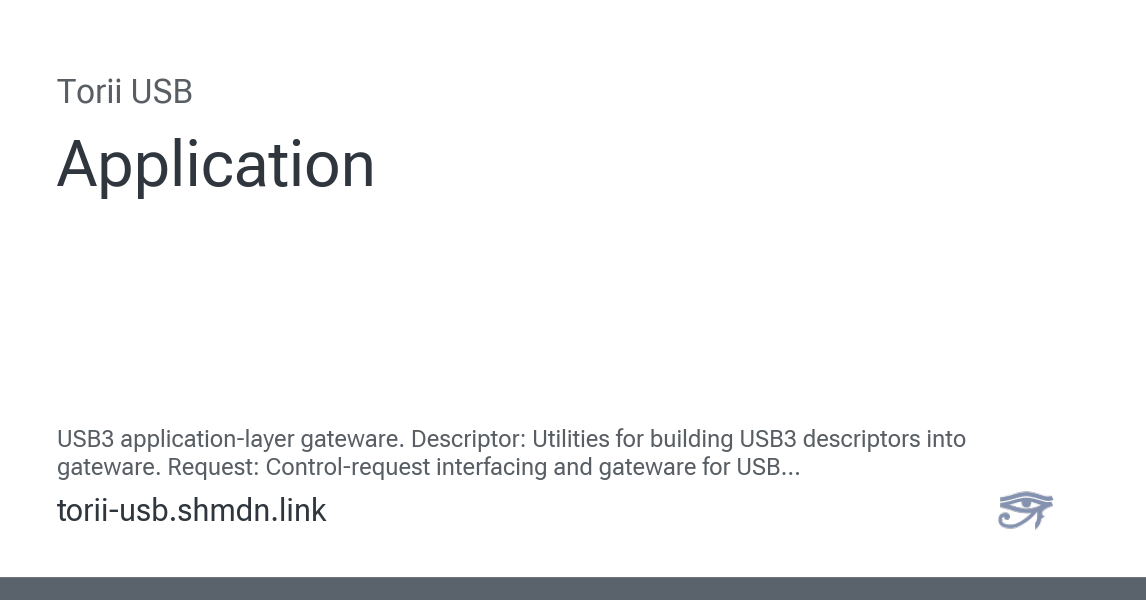 Torii USB
Application
USB3 application-layer gateware. Descriptor: Utilities for building USB3 descriptors into
gateware. Request: Control-request interfacing and gateware for USB...
torii-usb.shmdn.link